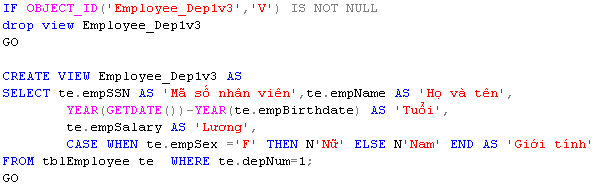 IF OBJECT_ID('Employee_Dep1v3','V') IS NOT NULL
drop view Employee_Dep1v3
GO
CREATE VIEW Employee_Dep1v3 AS
SELECT te.empSSN AS 'Mã số nhân viên',te.empName AS 'Họ và tên',
YEAR(GETDATE())-YEAR(te.empBirthdate) AS 'Tuổi',
te.empSalary AS 'Lương',
CASE WHEN te.empSex ='F' THEN N'Nữ' ELSE N'Nam' END AS 'Giới tính'
FROM tblEmployee te  WHERE te.depNum=1;
GO